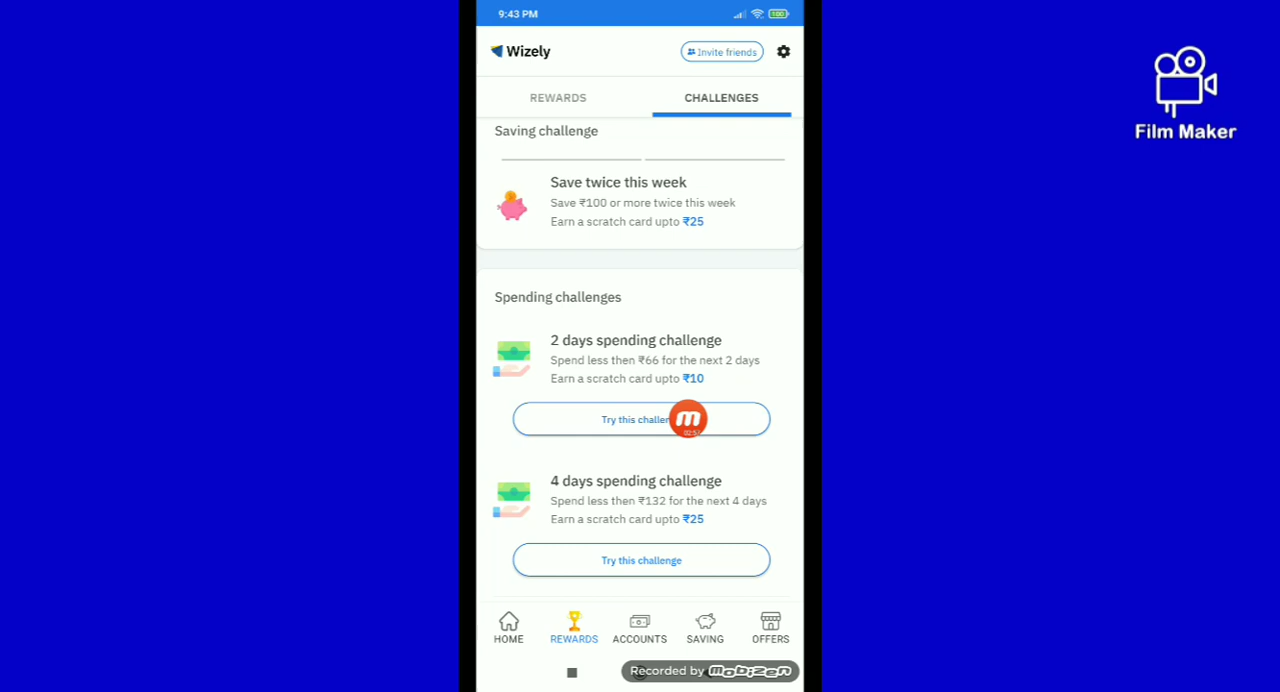 9:43 PM
100
Wizely
Invite friends
Film Maker
REWARDS
CHALLENGES
Saving challenge
Save twice this week
Save ₹100 or more twice this week
Earn a scratch card upto ₹25
Spending challenges
2 days spending challenge
Spend less then ₹66 for the next 2 days
Earn a scratch card upto ₹10
Try this
m
02:57
4 days spending challenge
Spend less then ₹132 for the next 4 days
Earn a scratch card upto ₹25
Try this challenge
HOME
REWARDS
ACCOUNTS
SAVING
OFFERS
Recorded by mobizen